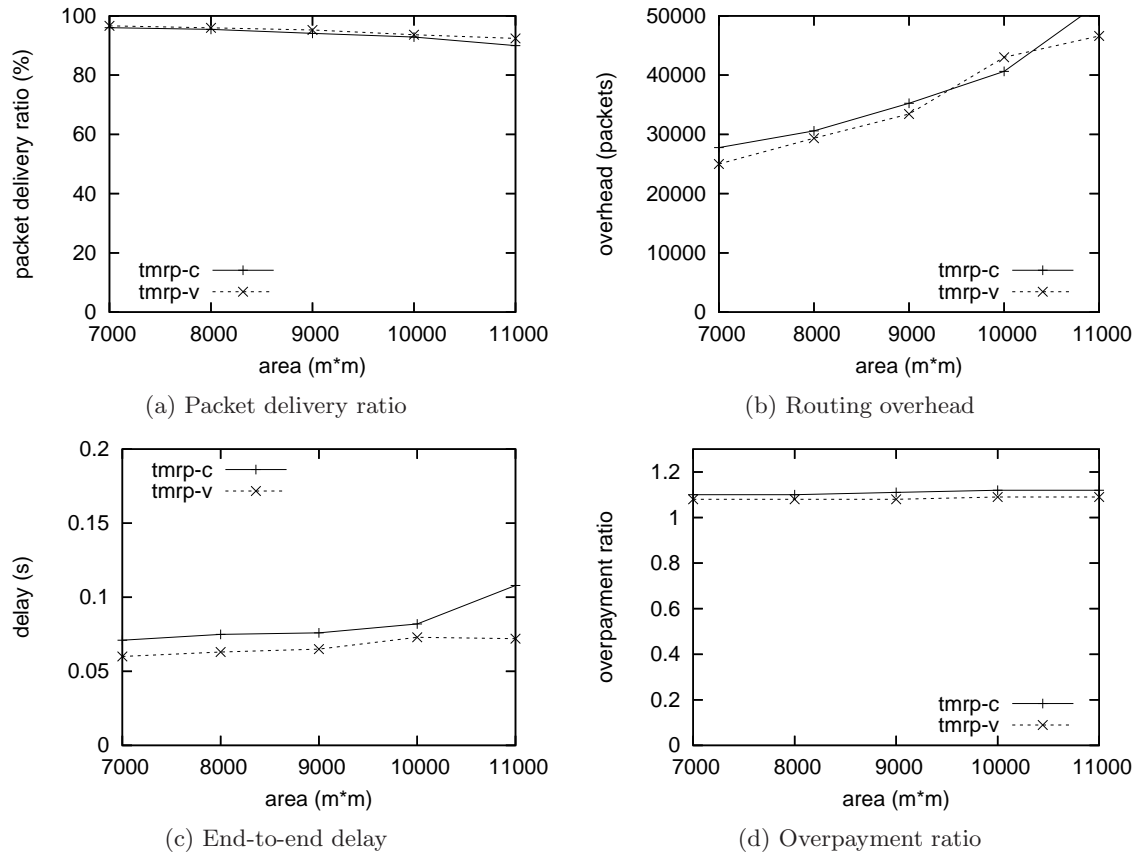 packet delivery ratio (%)
100
80
60
40
20
0
tmrp-c
tmrp-v
7000 8000 9000 10000 11000
area (m*m)
(a) Packet delivery ratio
overhead (packets)
50000
40000
30000
20000
10000
0
tmrp-c
tmrp-v
7000 8000 9000 10000 11000
area (m*m)
(b) Routing overhead
delay (s)
0.2
0.15
0.1
0.05
0
tmrp-c
tmrp-v
7000 8000 9000 10000 11000
area (m*m)
(c) End-to-end delay
overpayment ratio
1.2
1
0.8
0.6
0.4
0.2
0
tmrp-c
tmrp-v
7000 8000 9000 10000 11000
area (m*m)
(d) Overpayment ratio